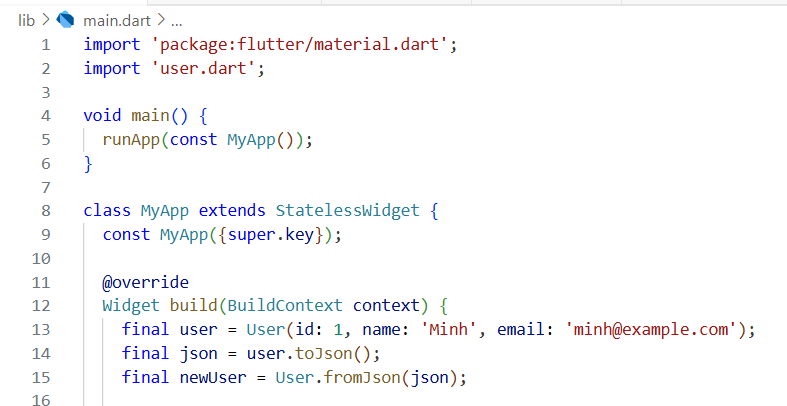 lib > main.dart > ...
1 import 'package:flutter/material.dart';
2 import 'user.dart';
3
4 void main() {
5 runApp(const MyApp());
6 }
7
8 class MyApp extends StatelessWidget {
9 const MyApp({super.key});
10
11 @override
12 Widget build(BuildContext context) {
13 final user = User(id: 1, name: 'Minh', email: 'minh@example.com');
14 final json = user.toJson();
15 final newUser = User.fromJson(json);
16